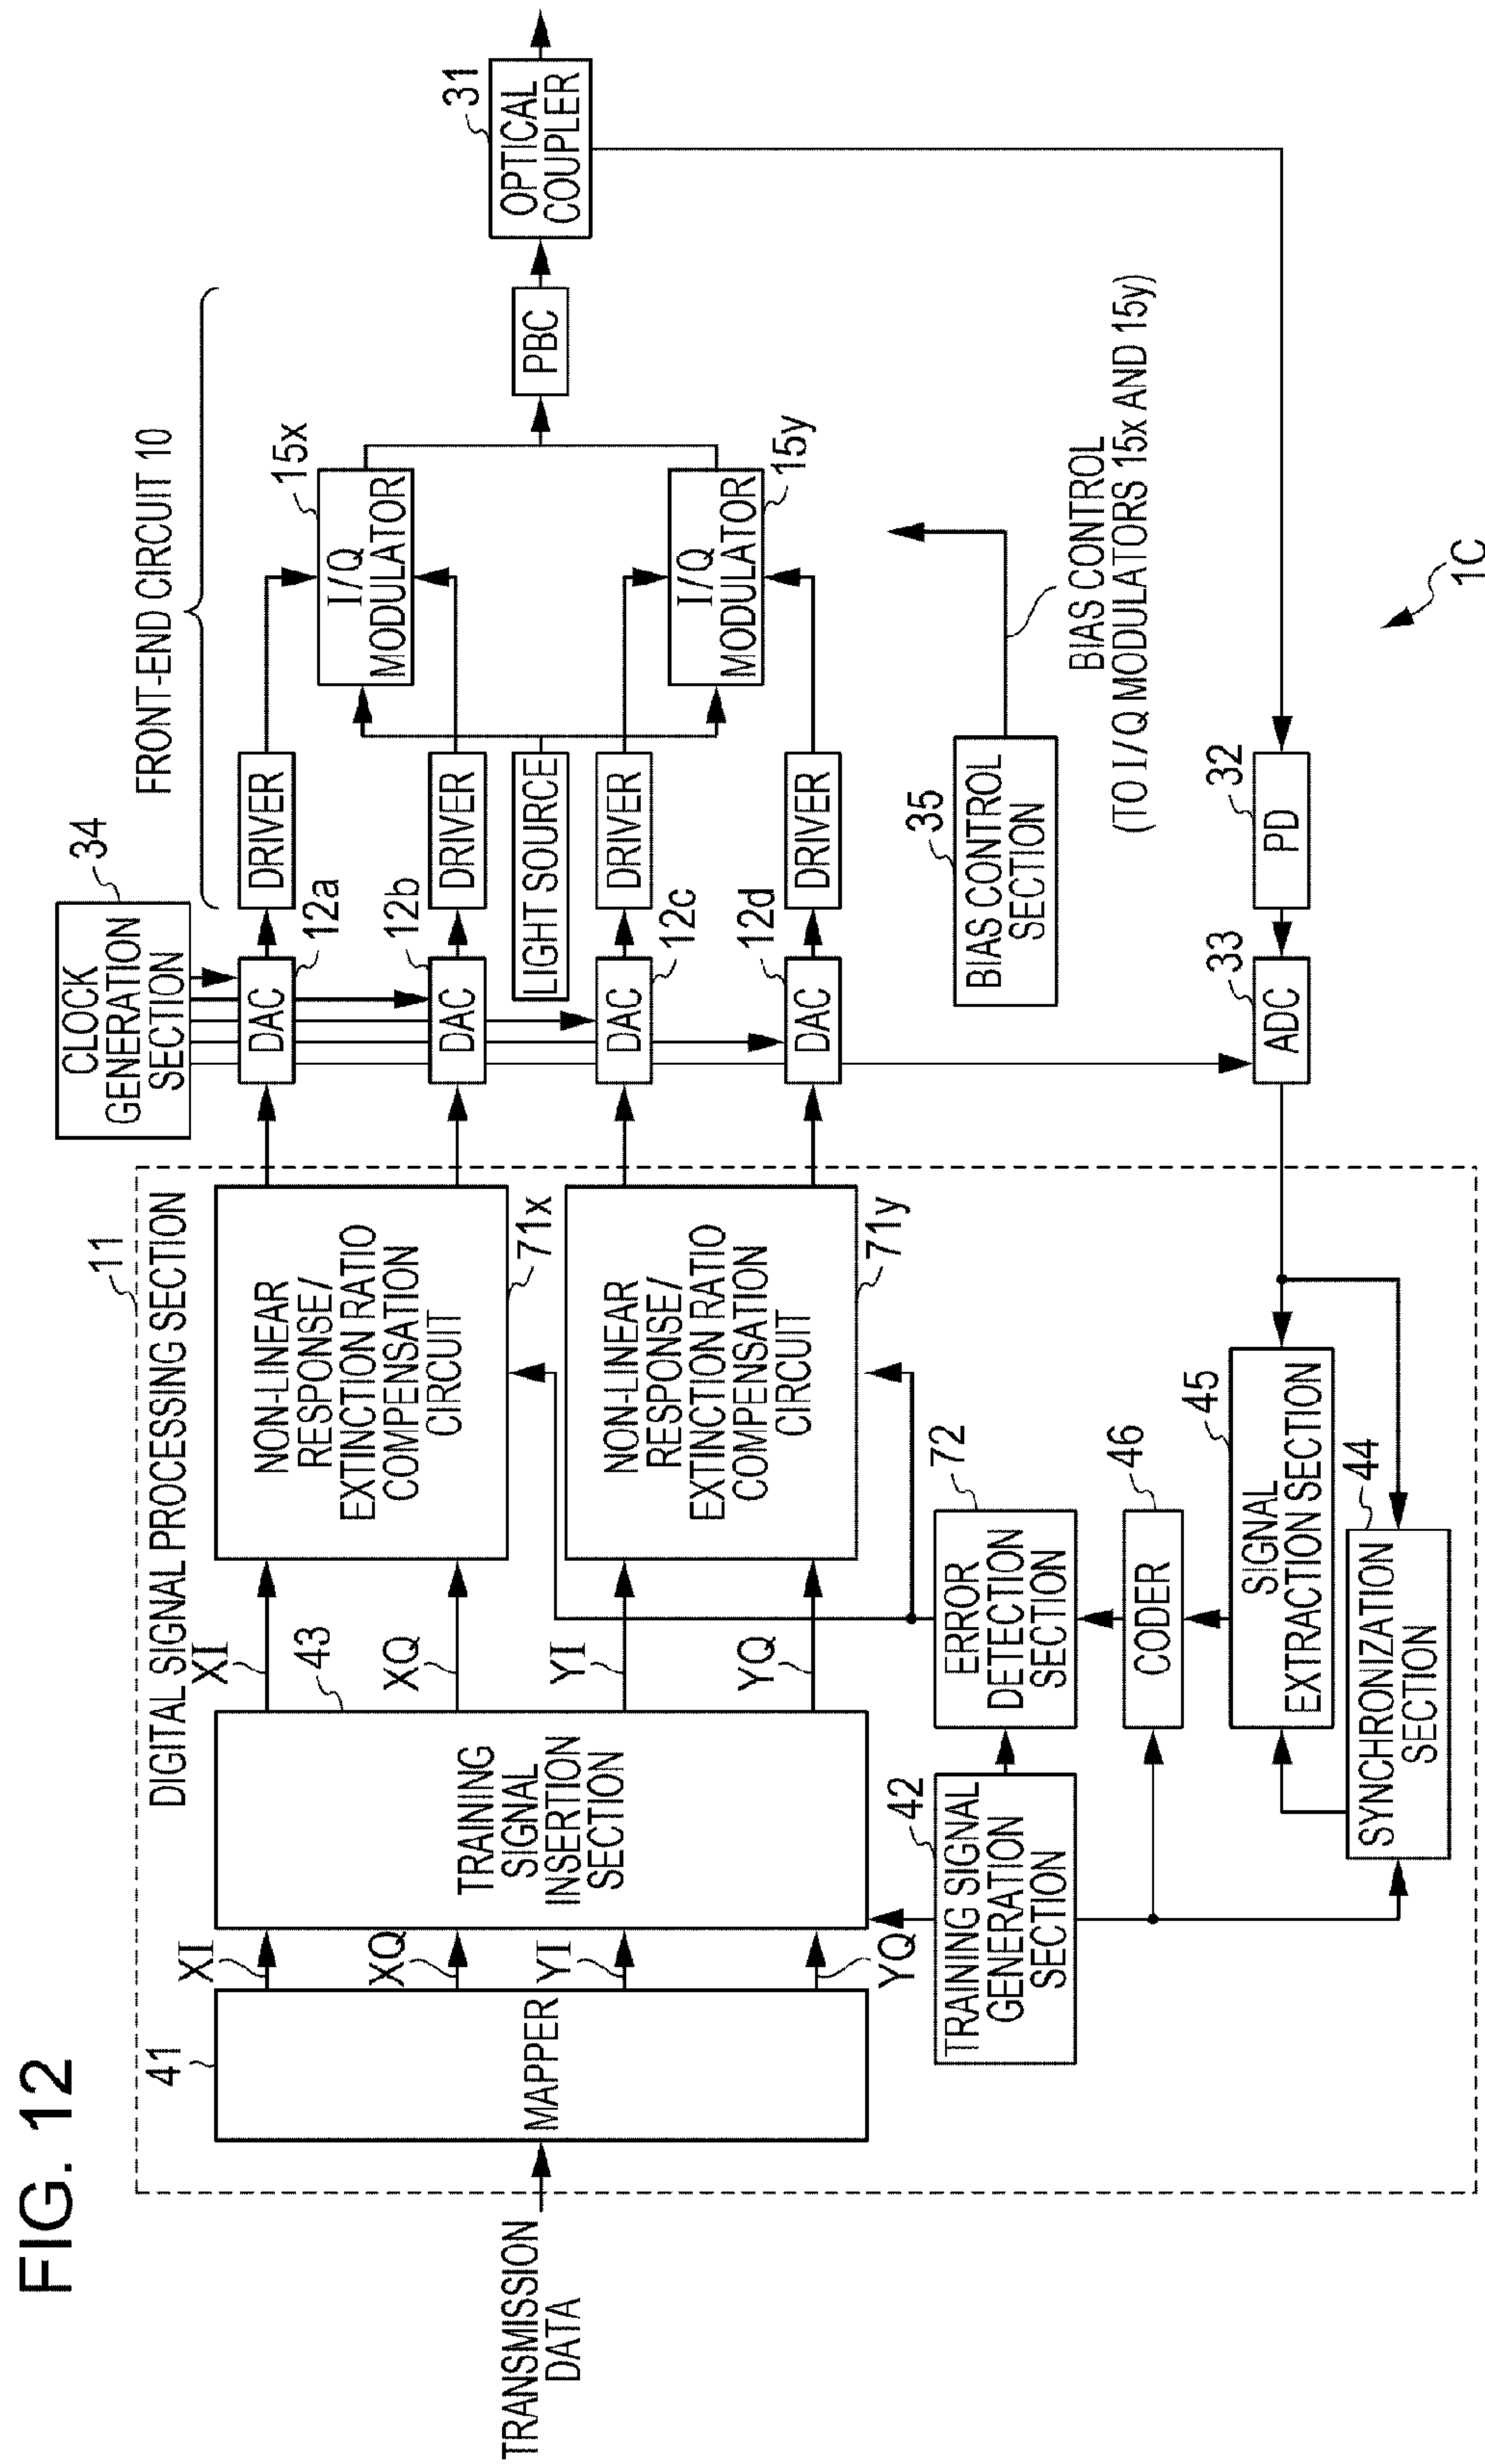 FIG. 12
TRANSMISSION
DATA
11
DIGITAL SIGNAL PROCESSING SECTION
41
MAPPER
XI
XQ
YI
YQ
43
TRAINING
SIGNAL
INSERTION
SECTION
XI
XQ
YI
YQ
NON-LINEAR
RESPONSE/
EXTINCTION RATIO
COMPENSATION
CIRCUIT
71x
NON-LINEAR
RESPONSE/
EXTINCTION RATIO
COMPENSATION
CIRCUIT
71y
42
TRAINING SIGNAL
GENERATION
SECTION
72
ERROR
DETECTION
SECTION
46
CODER
45
SIGNAL
EXTRACTION SECTION
44
SYNCHRONIZATION
SECTION
34
CLOCK
GENERATION
SECTION
DAC
12a
DAC
12b
DAC
12c
DAC
12d
FRONT-END CIRCUIT 10
DRIVER
DRIVER
LIGHT SOURCE
DRIVER
DRIVER
15x
I/Q
MODULATOR
15y
I/Q
MODULATOR
PBC
31
OPTICAL
COUPLER
35
BIAS CONTROL
SECTION
BIAS CONTROL
(TO I/Q MODULATORS 15x AND 15y)
33
ADC
32
PD
1C